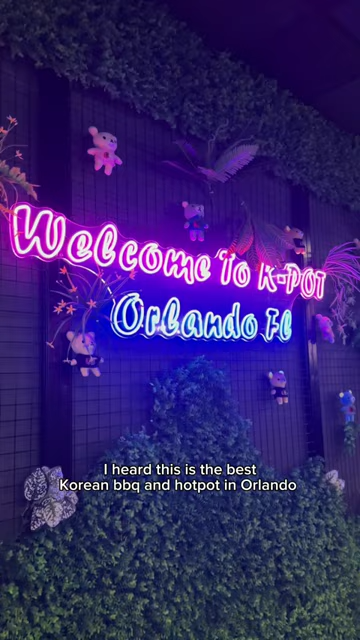 Welcome To K-POT
Orlando Fl
I heard this is the best
Korean bbq and hotpot in Orlando